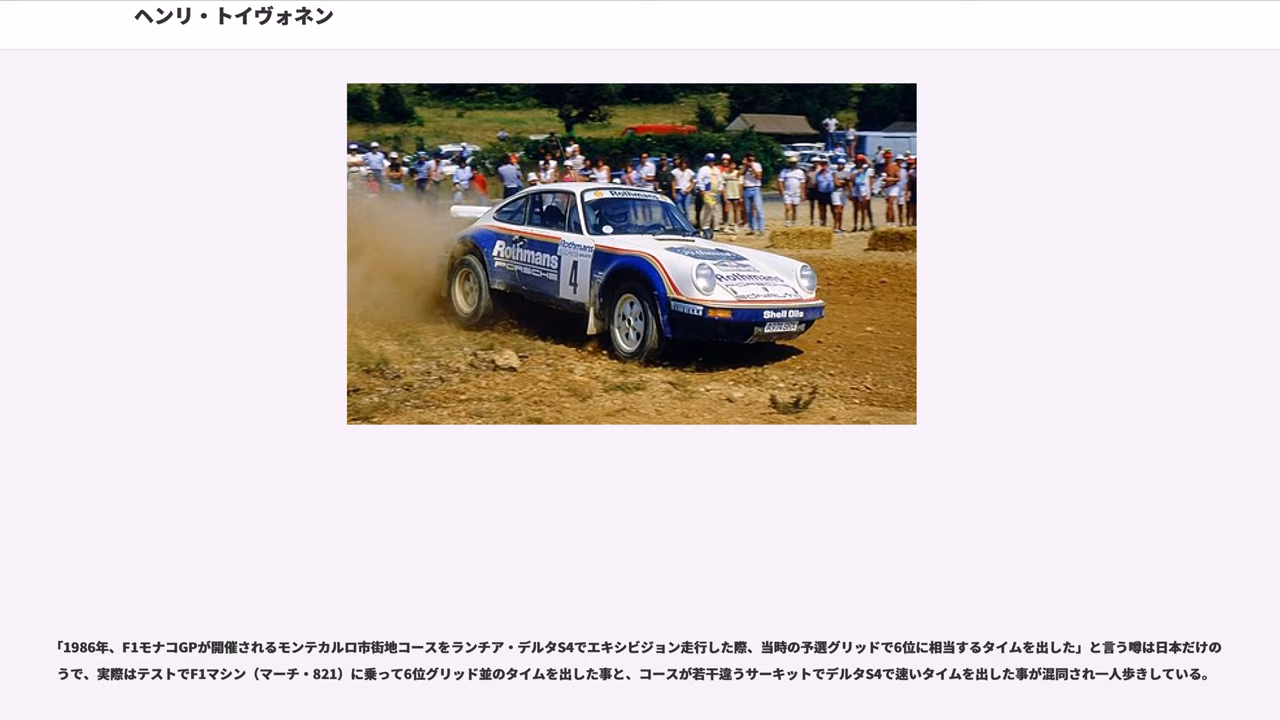 ヘンリ・トイヴォネン
Rothmans
Rothmans
Rothmans
PORSCHE
4
Rothmans
Shell Oils
PIRELLI
「1986年、F1モナコGPが開催されるモンテカルロ市街地コースをランチア・デルタS4でエキシビジョン走行した際、当時の予選グリッドで6位に相当するタイムを出した」と言う噂は日本だけの
うで、実際はテストでF1マシン（マーチ・821）に乗って6位グリッド並のタイムを出した事と、コースが若干違うサーキットでデルタS4で速いタイムを出した事が混同され一人歩きしている。